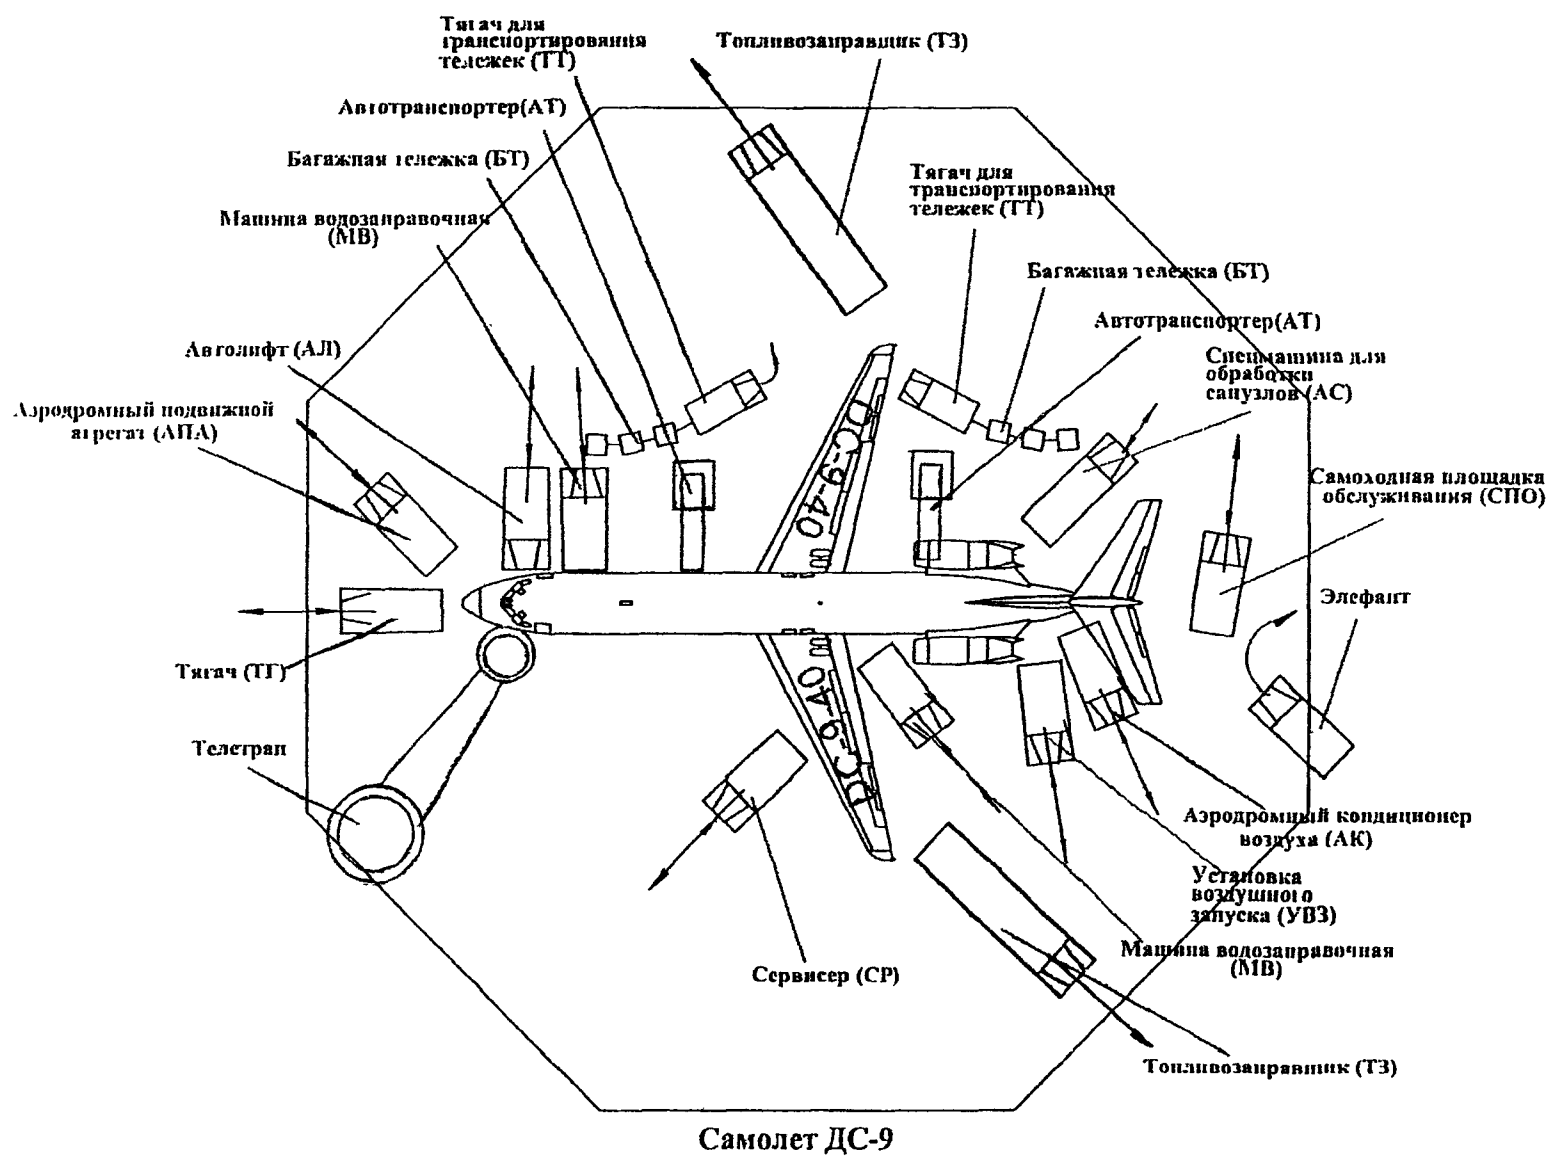 Тягач для
транспортирования
тележек (ТТ)
Топливозаправщик (ТЗ)
Автотранспортер(АТ)
Багажная тележка (БТ)
Машина водозаправочная
(МВ)
Тягач для
транспортирования
тележек (ТТ)
Багажная тележка (БТ)
Автотранспортер(АТ)
Автолифт (АЛ)
Спецмашина для
обработки
санузлов (АС)
Аэродромный подвижной
агрегат (АПА)
DC-9-40
Самоходная площадка
обслуживания (СПО)
Элефант
Тягач (ТГ)
DC-9-40
Телетрап
Аэродромный кондиционер
воздуха (АК)
Установка
воздушного
запуска (УВЗ)
Машина водозаправочная
(МВ)
Сервисер (СР)
Топливозаправщик (ТЗ)
Самолет ДС-9